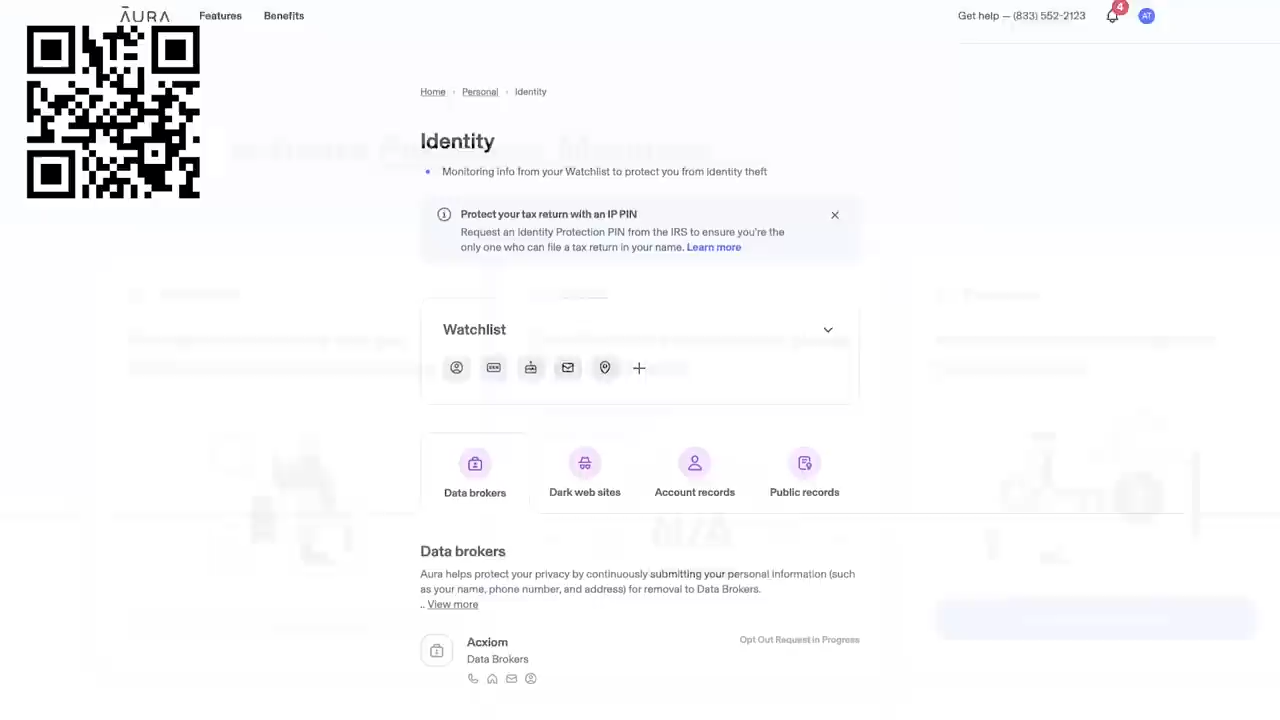 ĀURA Features Benefits Get help — (833) 552-2123 4 AT
Home Personal Identity
Identity
Monitoring info from your Watchlist to protect you from identity theft
Protect your tax return with an IP PIN
Request an Identity Protection PIN from the IRS to ensure you're the
only one who can file a tax return in your name. Learn more
Watchlist
Data brokers Dark web sites Account records Public records
N/A
Data brokers
Aura helps protect your privacy by continuously submitting your personal information (such
as your name, phone number, and address) for removal to Data Brokers.
.. View more
Acxiom Opt Out Request in Progress
Data Brokers